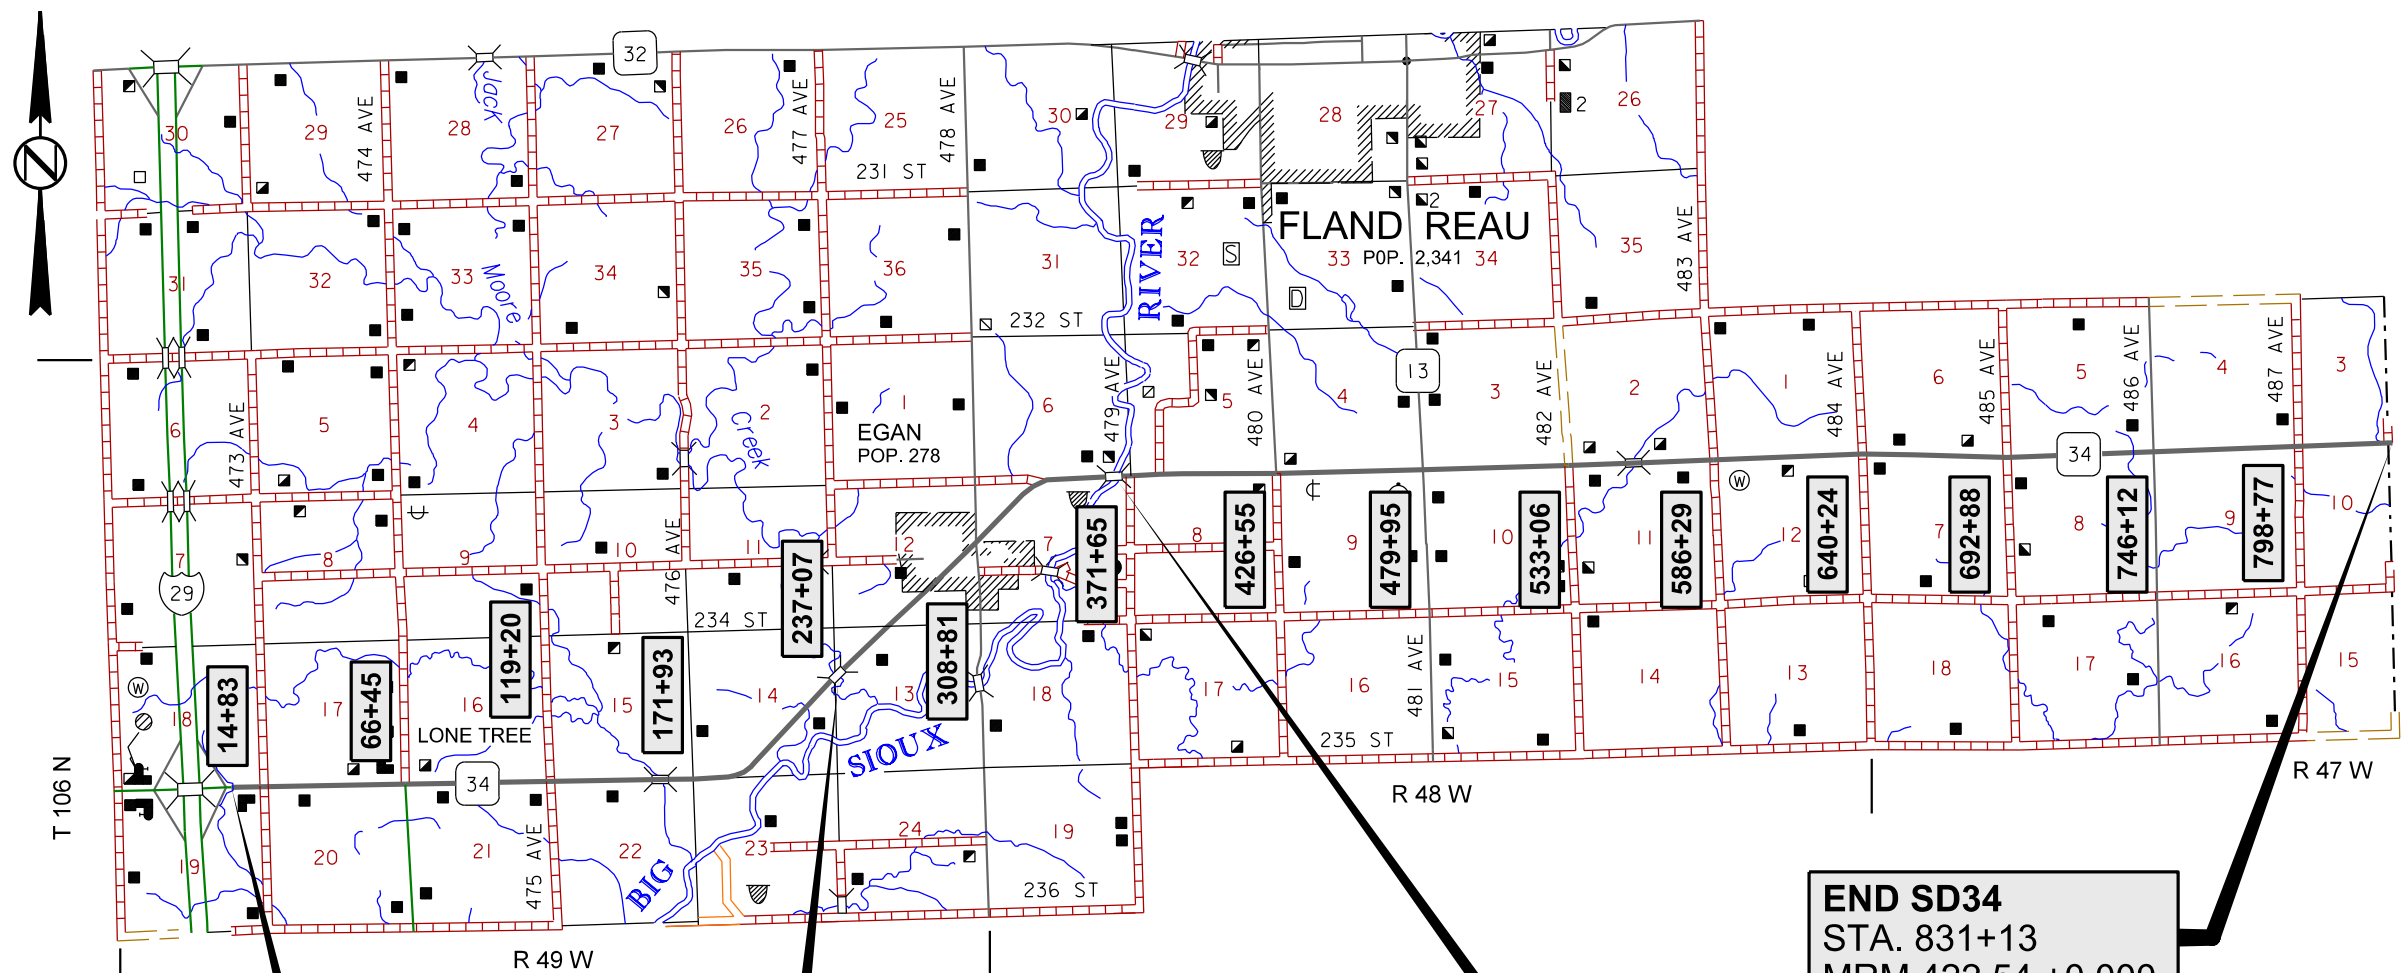 32
Jack
30
29
474 AVE
28
27
26
477 AVE
25
478 AVE
30
29
28
27
2
26
231 ST
2
FLAND REAU
POP. 2,341
31
32
33
Moore
34
35
36
31
RIVER
32
S
33
34
35
483 AVE
D
232 ST
13
6
473 AVE
5
4
3
2
Creek
1
EGAN
POP. 278
6
479 AVE
5
480 AVE
4
3
482 AVE
2
1
484 AVE
6
485 AVE
5
486 AVE
4
487 AVE
3
34
W
7
29
8
9
10
476 AVE
11
12
7
8
9
10
11
12
7
8
9
10
234 ST
14+83
66+45
119+20
171+93
237+07
308+81
371+65
426+55
479+95
533+06
586+29
640+24
692+88
746+12
798+77
W
18
17
16
15
14
13
18
17
16
481 AVE
15
14
13
18
17
16
15
LONE TREE
34
BIG
SIOUX
235 ST
R 48 W
R 47 W
T 106 N
19
20
21
475 AVE
22
23
24
19
236 ST
R 49 W
END SD34
STA. 831+13
MRM 422.54 +0.000